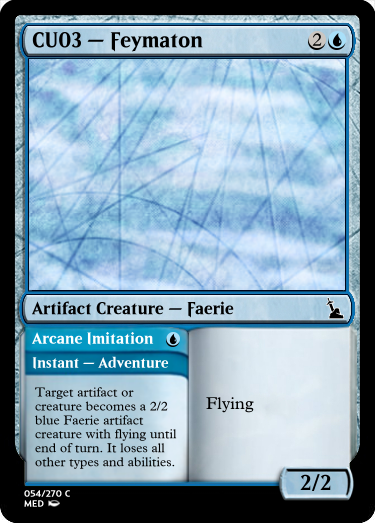 CU03 — Feymaton
2
Artifact Creature — Faerie
Arcane Imitation
Instant — Adventure
Target artifact or
creature becomes a 2/2
blue Faerie artifact
creature with flying until
end of turn. It loses all
other types and abilities.
Flying
2/2
054/270 C
MED